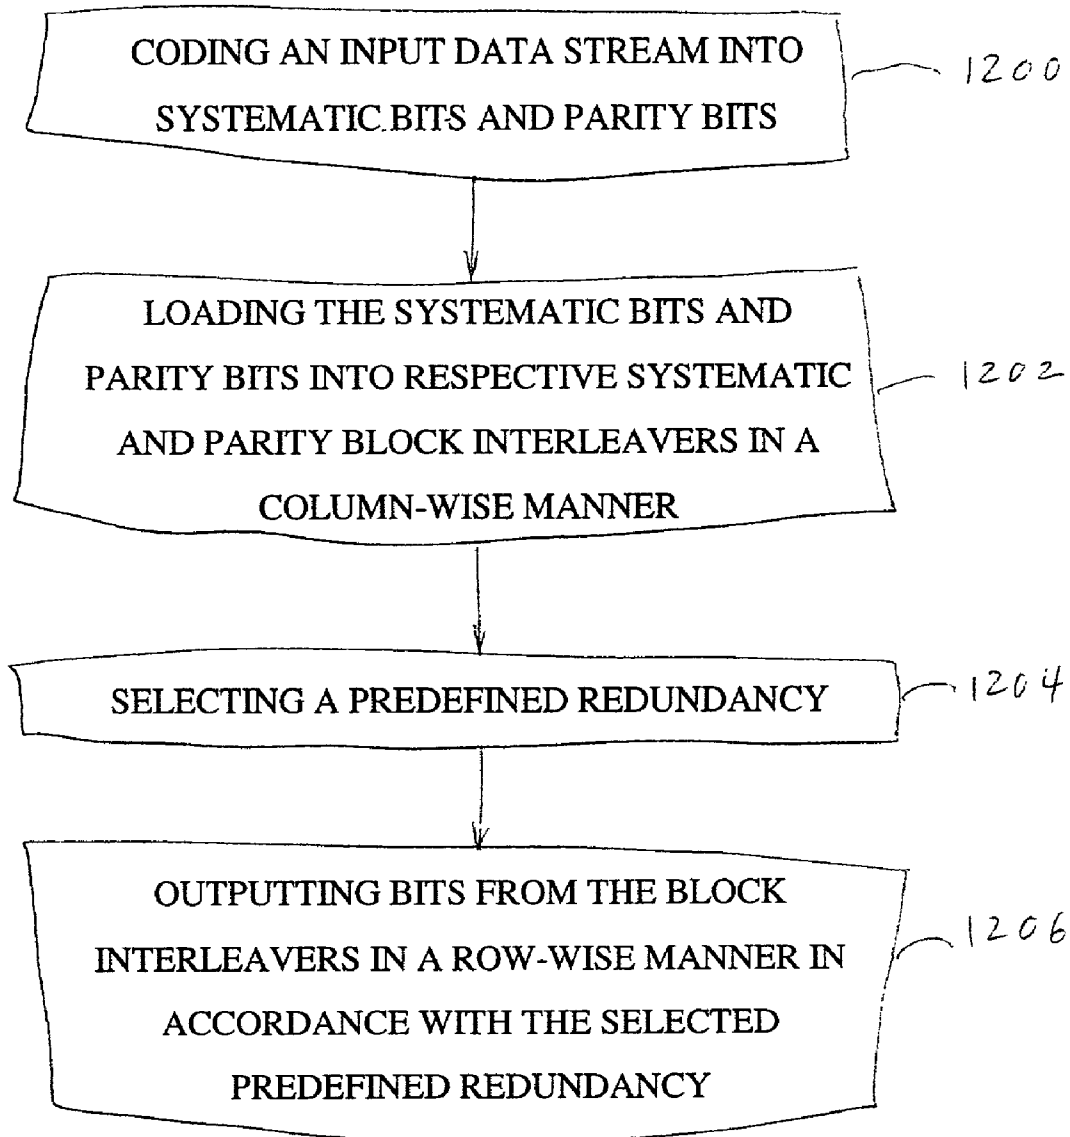 CODING AN INPUT DATA STREAM INTO
SYSTEMATIC BITS AND PARITY BITS
1200
LOADING THE SYSTEMATIC BITS AND
PARITY BITS INTO RESPECTIVE SYSTEMATIC
AND PARITY BLOCK INTERLEAVERS IN A
COLUMN-WISE MANNER
1202
SELECTING A PREDEFINED REDUNDANCY
1204
OUTPUTTING BITS FROM THE BLOCK
INTERLEAVERS IN A ROW-WISE MANNER IN
ACCORDANCE WITH THE SELECTED
PREDEFINED REDUNDANCY
1206